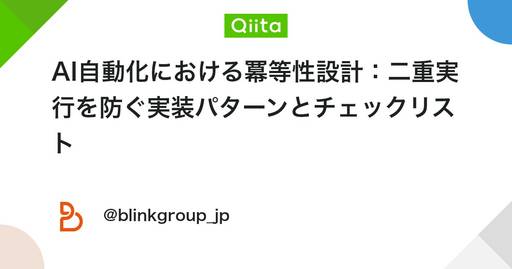 Qiita
AI自動化における冪等性設計：二重実
行を防ぐ実装パターンとチェックリス
ト
@blinkgroup_jp